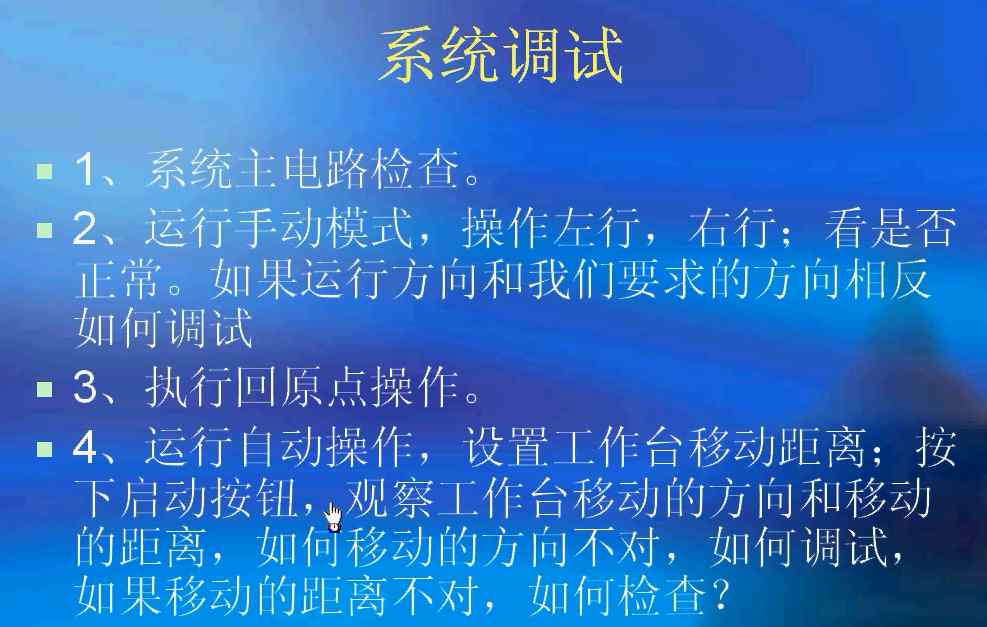 系统调试
1、系统主电路检查。
2、运行手动模式，操作左行，右行；看是否
正常。如果运行方向和我们要求的方向相反
如何调试
3、执行回原点操作。
4、运行自动操作，设置工作台移动距离；按
下启动按钮，观察工作台移动的方向和移动
的距离，如何移动的方向不对，如何调试，
如果移动的距离不对，如何检查？